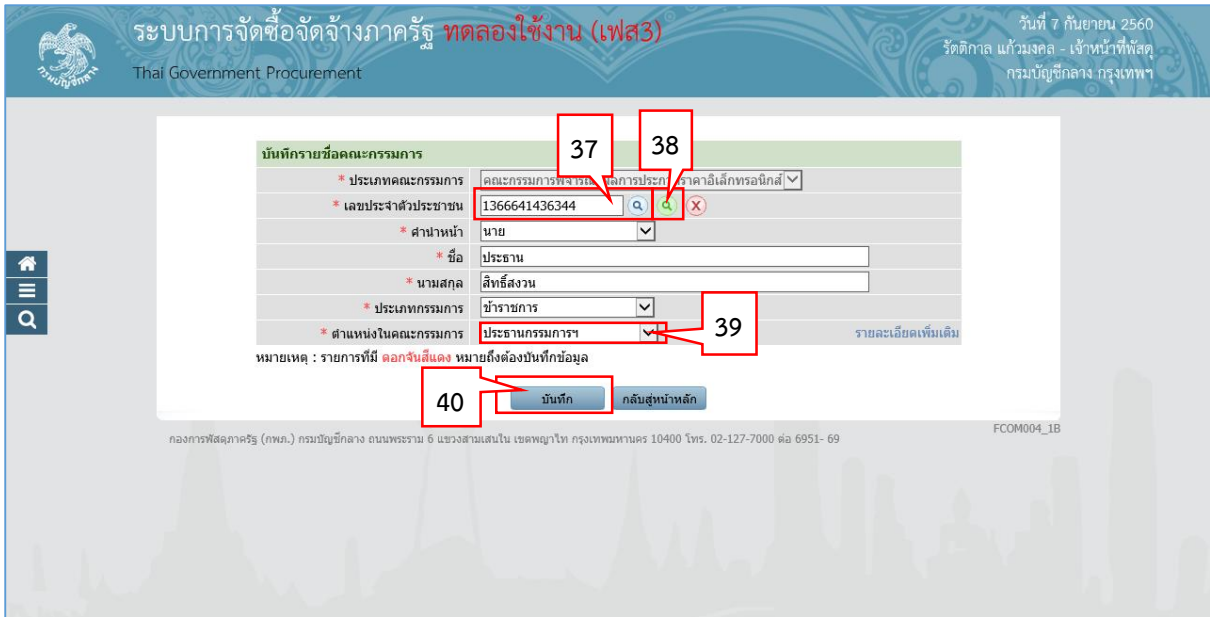 ระบบการจัดซื้อจัดจ้างภาครัฐ ทดลองใช้งาน (เฟส3)
Thai Government Procurement
วันที่ 7 กันยายน 2560
รัตติกาล แก้วมงคล - เจ้าหน้าที่พัสดุ
กรมบัญชีกลาง กรุงเทพฯ
กรมบัญชีกลาง
37
38
บันทึกรายชื่อคณะกรรมการ
* ประเภทคณะกรรมการ
* เลขประจำตัวประชาชน 1366641436344
* คำนำหน้า นาย
* ชื่อ ประธาน
* นามสกุล สิทธิ์สงวน
* ประเภทกรรมการ ข้าราชการ
* ตำแหน่งในคณะกรรมการ ประธานกรรมการฯ 39 รายละเอียดเพิ่มเติม
หมายเหตุ : รายการที่มี ดอกจันสีแดง หมายถึงต้องบันทึกข้อมูล
40 บันทึก กลับสู่หน้าหลัก
FCOM004_1B
กองการพัสดุภาครัฐ (กพภ.) กรมบัญชีกลาง ถนนพระราม 6 แขวงสามเสนใน เขตพญาไท กรุงเทพมหานคร 10400 โทร. 02-127-7000 ต่อ 6951- 69